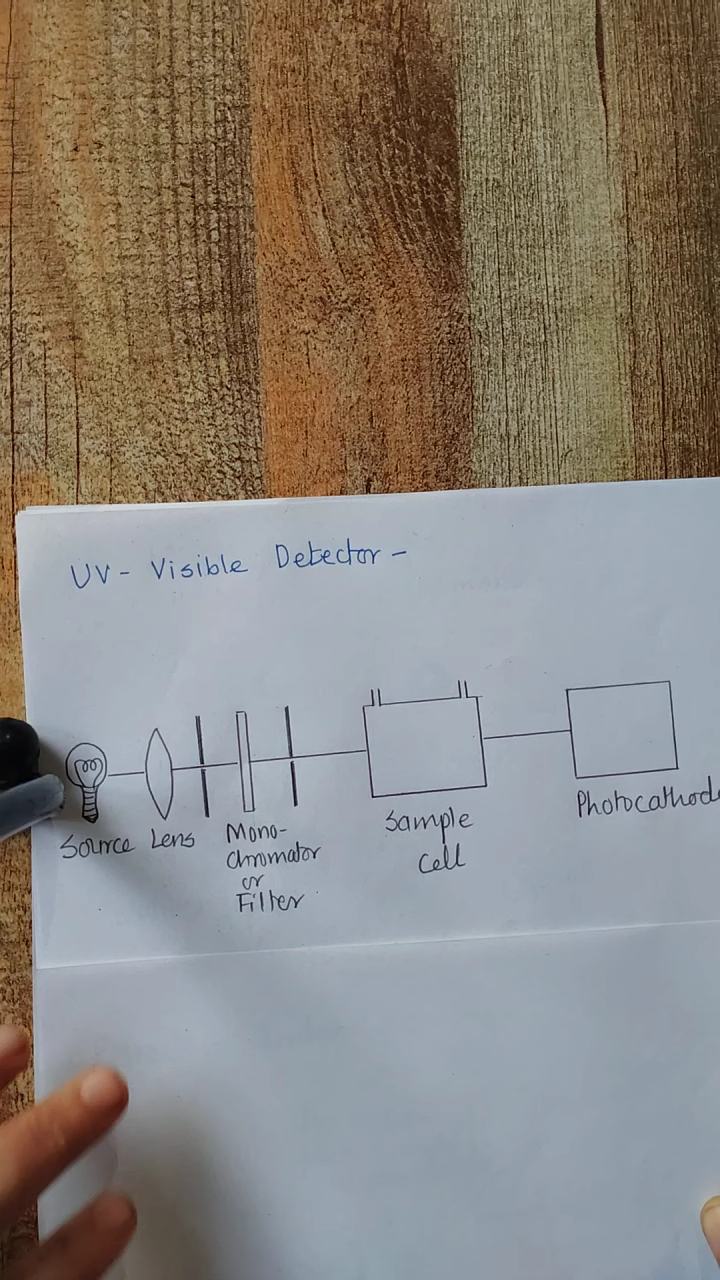 UV - Visible Detector -
Source Lens Mono-
chromator
or
Filter
Sample
Cell
Photocathode